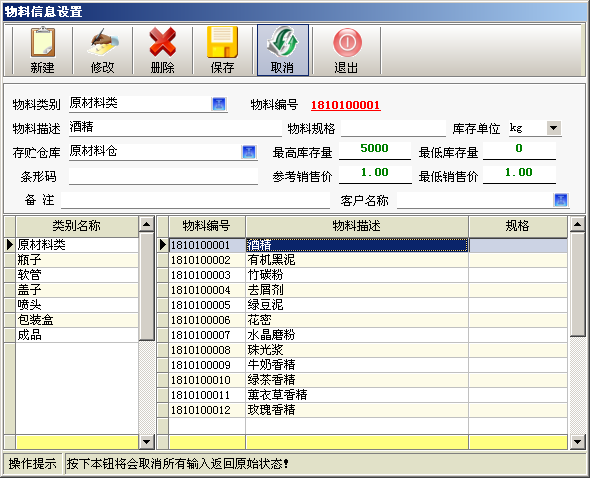 物料信息设置
新建 修改 删除 保存 取消 退出
物料类别 原材料类 物料编号 1810100001
物料描述 酒精 物料规格 库存单位 kg
存贮仓库 原材料仓 最高库存量 5000 最低库存量 0
条形码 参考销售价 1.00 最低销售价 1.00
备 注 客户名称
类别名称 物料编号 物料描述 规格
原材料类 1810100001 酒精
瓶子 1810100002 有机黑泥
软管 1810100003 竹碳粉
盖子 1810100004 去屑剂
喷头 1810100005 绿豆泥
包装盒 1810100006 花密
成品 1810100007 水晶磨粉
1810100008 珠光浆
1810100009 牛奶香精
1810100010 绿茶香精
1810100011 薰衣草香精
1810100012 玫瑰香精
操作提示 按下本钮将会取消所有输入返回原始状态!